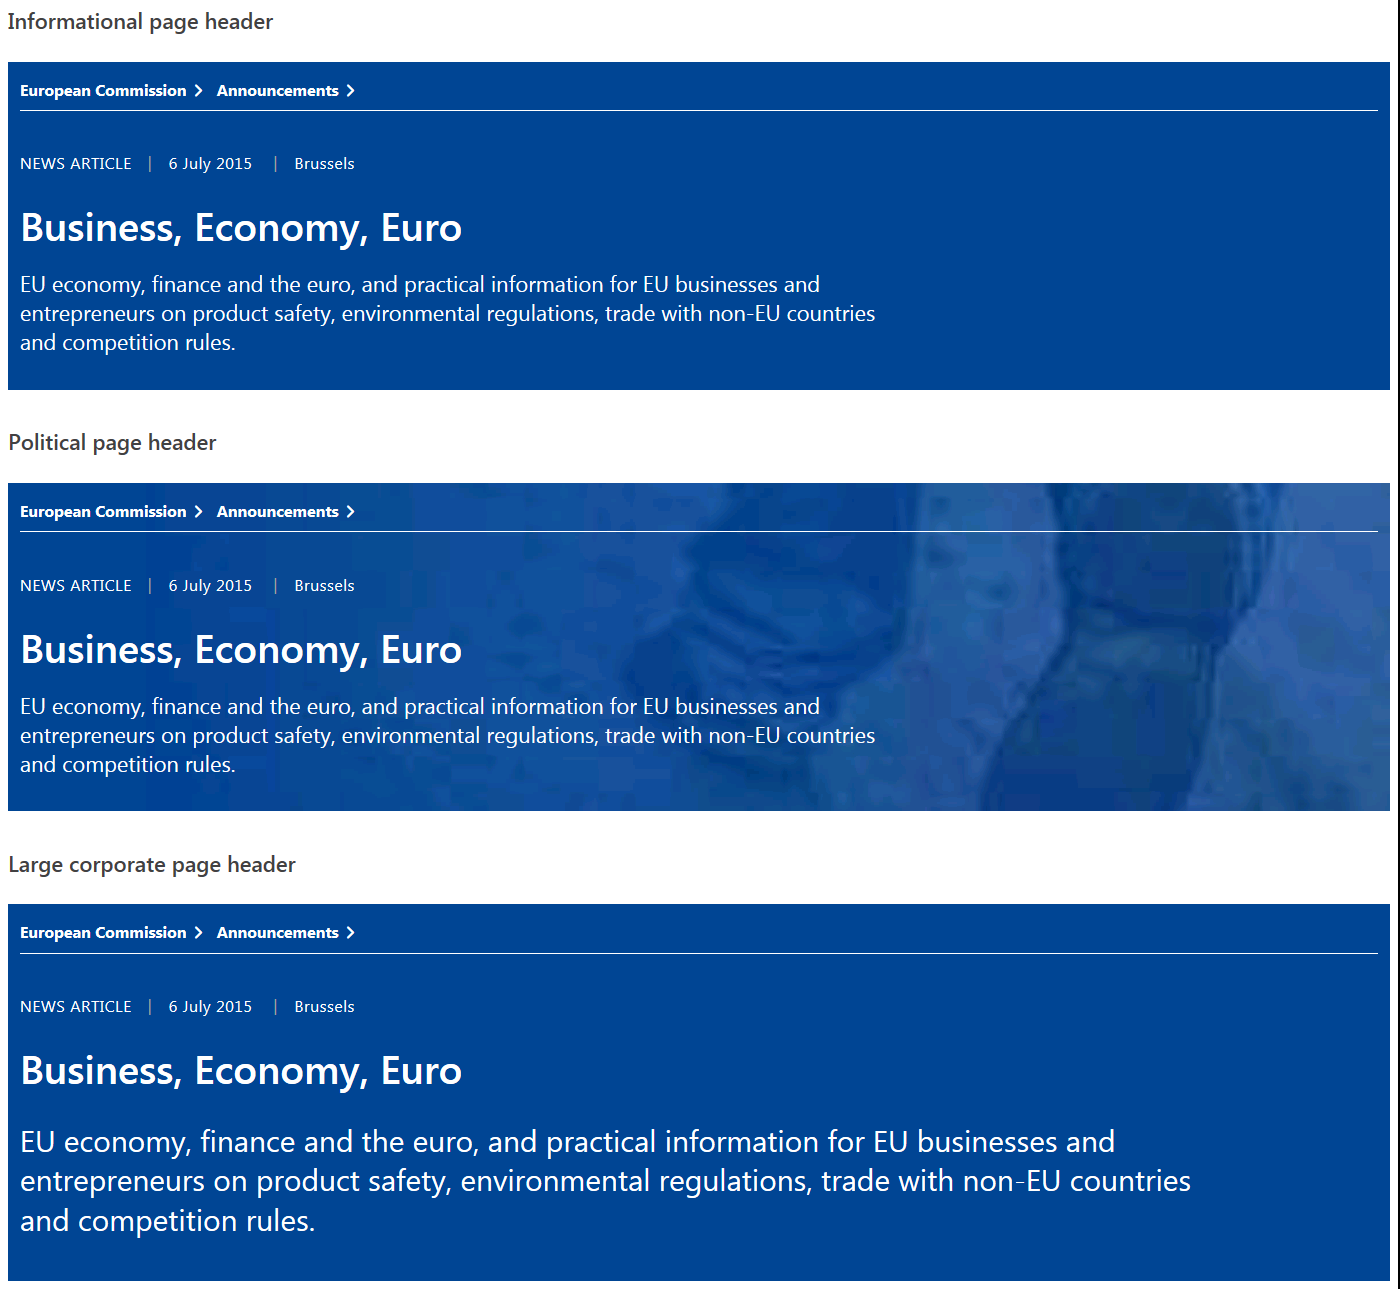 Informational page header
European Commission > Announcements >
NEWS ARTICLE | 6 July 2015 | Brussels
Business, Economy, Euro
EU economy, finance and the euro, and practical information for EU businesses and
entrepreneurs on product safety, environmental regulations, trade with non-EU countries
and competition rules.
Political page header
European Commission > Announcements >
NEWS ARTICLE | 6 July 2015 | Brussels
Business, Economy, Euro
EU economy, finance and the euro, and practical information for EU businesses and
entrepreneurs on product safety, environmental regulations, trade with non-EU countries
and competition rules.
Large corporate page header
European Commission > Announcements >
NEWS ARTICLE | 6 July 2015 | Brussels
Business, Economy, Euro
EU economy, finance and the euro, and practical information for EU businesses and
entrepreneurs on product safety, environmental regulations, trade with non-EU countries
and competition rules.